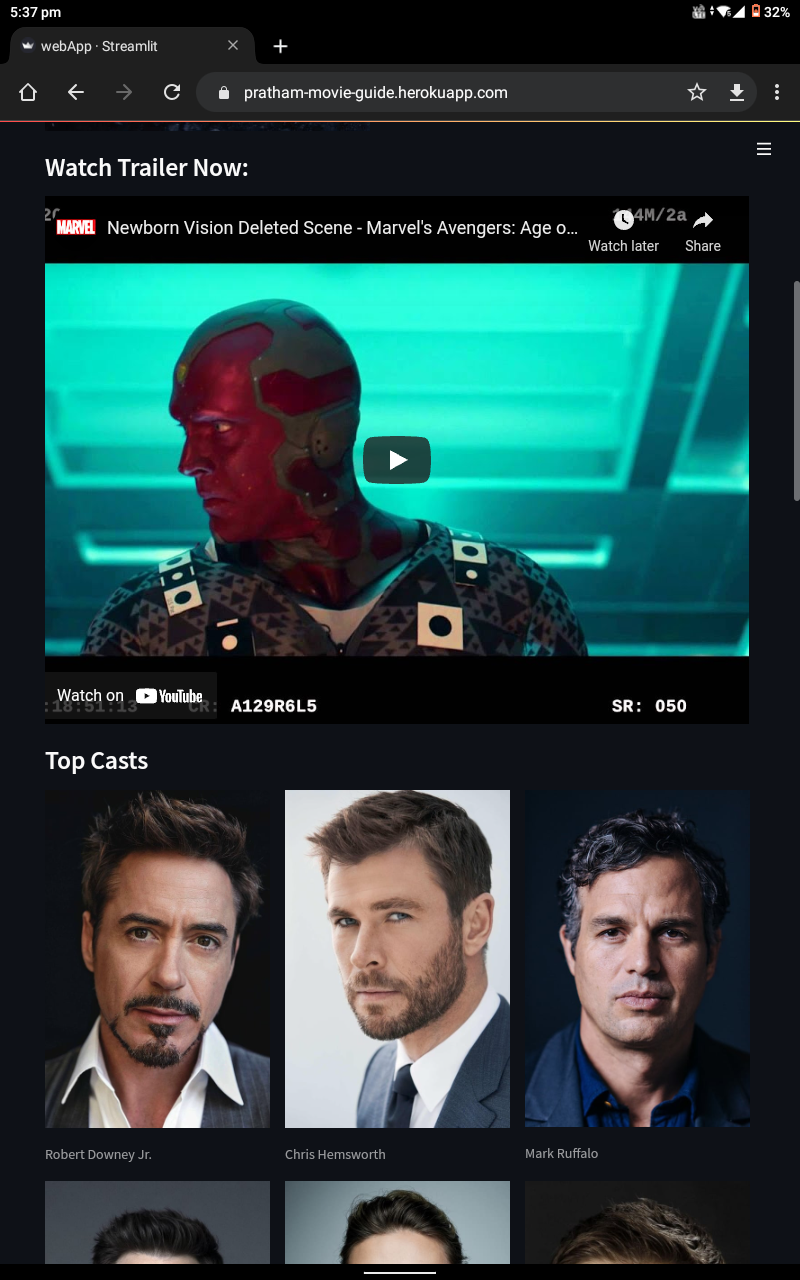 5:37 pm
32%
webApp · Streamlit
pratham-movie-guide.herokuapp.com
Watch Trailer Now:
MARVEL
Newborn Vision Deleted Scene - Marvel's Avengers: Age o...
Watch later
Share
Watch on YouTube
:18:51:13 CR: A129R6L5
SR: 050
Top Casts
Robert Downey Jr.
Chris Hemsworth
Mark Ruffalo